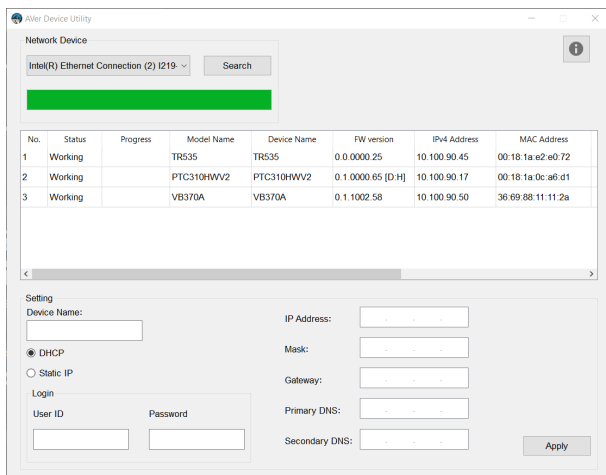 AVer Device Utility
Network Device
Intel(R) Ethernet Connection (2) I219- Search
No. Status Progress Model Name Device Name FW version IPv4 Address MAC Address
1 Working TR535 TR535 0.0.0000.25 10.100.90.45 00:18:1a:e2:e0:72
2 Working PTC310HWV2 PTC310HWV2 0.1.0000.65 [D:H] 10.100.90.17 00:18:1a:0c:a6:d1
3 Working VB370A VB370A 0.1.1002.58 10.100.90.50 36:69:88:11:11:2a
Setting
Device Name:
DHCP
Static IP
Login
User ID Password
IP Address:
Mask:
Gateway:
Primary DNS:
Secondary DNS:
Apply